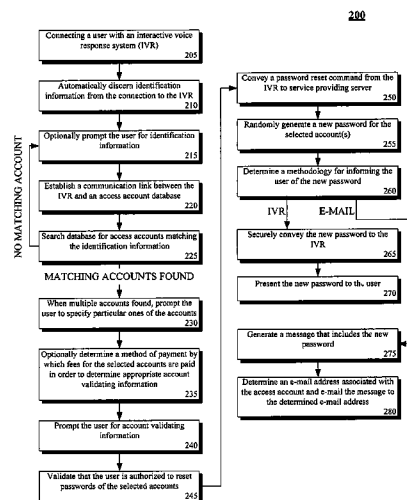 200
Connecting a user with an interactive voice
response system (IVR)
205
Automatically discern identification
information from the connection to the IVR
210
Optionally prompt the user for identification
information
215
Establish a communication link between the
IVR and an access account database
220
Search database for access accounts matching
the identification information
225
NO MATCHING ACCOUNT
MATCHING ACCOUNTS FOUND
When multiple accounts found, prompt the
user to specify particular ones of the accounts
230
Optionally determine a method of payment by
which fees for the selected accounts are paid
in order to determine appropriate account
validating information
235
Prompt the user for account validating
information
240
Validate that the user is authorized to reset
passwords of the selected accounts
245
Convey a password reset command from the
IVR to service providing server
250
Randomly generate a new password for the
selected account(s)
255
Determine a methodology for informing the
user of the new password
260
IVR
E-MAIL
Securely convey the new password to the
IVR
265
Present the new password to the user
270
Generate a message that includes the new
password
275
Determine an e-mail address associated with
the access account and e-mail the message to
the determined e-mail address
280